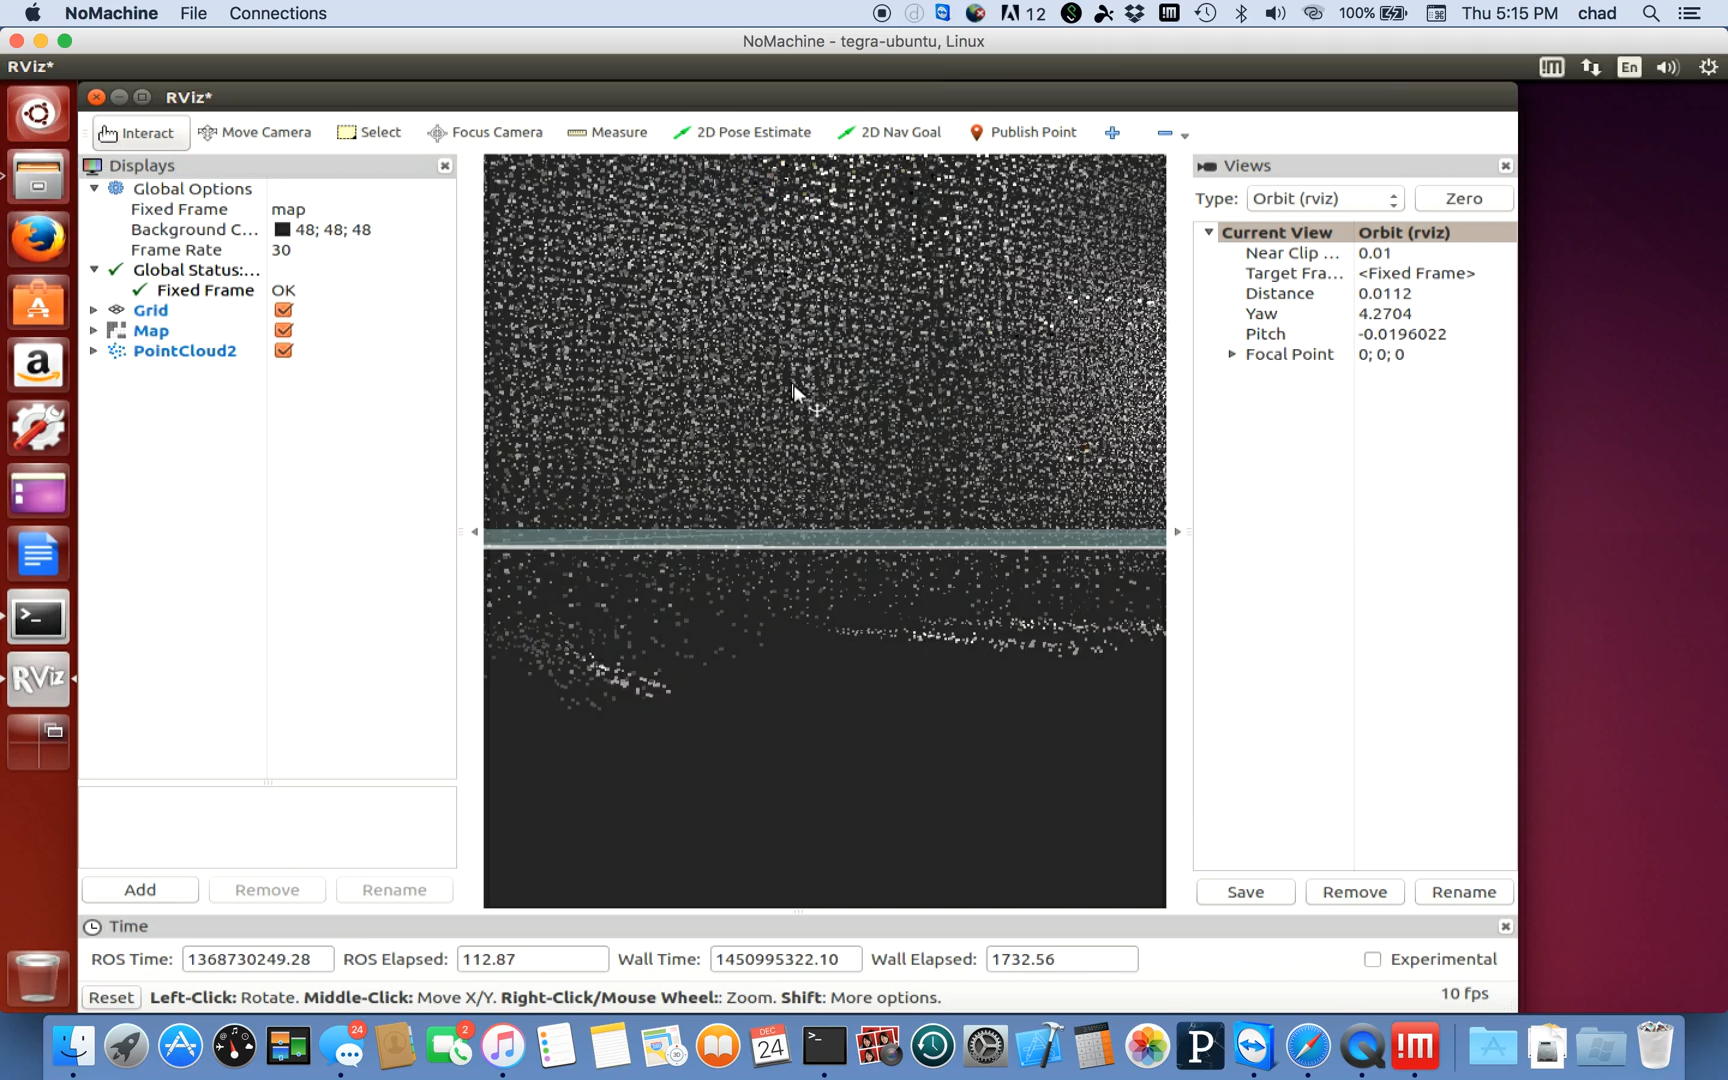 NoMachine File Connections 12 100% Thu 5:15 PM chad
NoMachine - tegra-ubuntu, Linux
RViz* En
RViz*
Interact Move Camera Select Focus Camera Measure 2D Pose Estimate 2D Nav Goal Publish Point
Displays
Global Options
Fixed Frame map
Background C... 48; 48; 48
Frame Rate 30
Global Status:...
Fixed Frame OK
Grid
Map
PointCloud2
Add Remove Rename
Views
Type: Orbit (rviz) Zero
Current View Orbit (rviz)
Near Clip ... 0.01
Target Fra... <Fixed Frame>
Distance 0.0112
Yaw 4.2704
Pitch -0.0196022
Focal Point 0; 0; 0
Save Remove Rename
Time
ROS Time: 1368730249.28 ROS Elapsed: 112.87 Wall Time: 1450995322.10 Wall Elapsed: 1732.56 Experimental
Reset Left-Click: Rotate. Middle-Click: Move X/Y. Right-Click/Mouse Wheel:: Zoom. Shift: More options. 10 fps
RViz
24
2
DEC
24